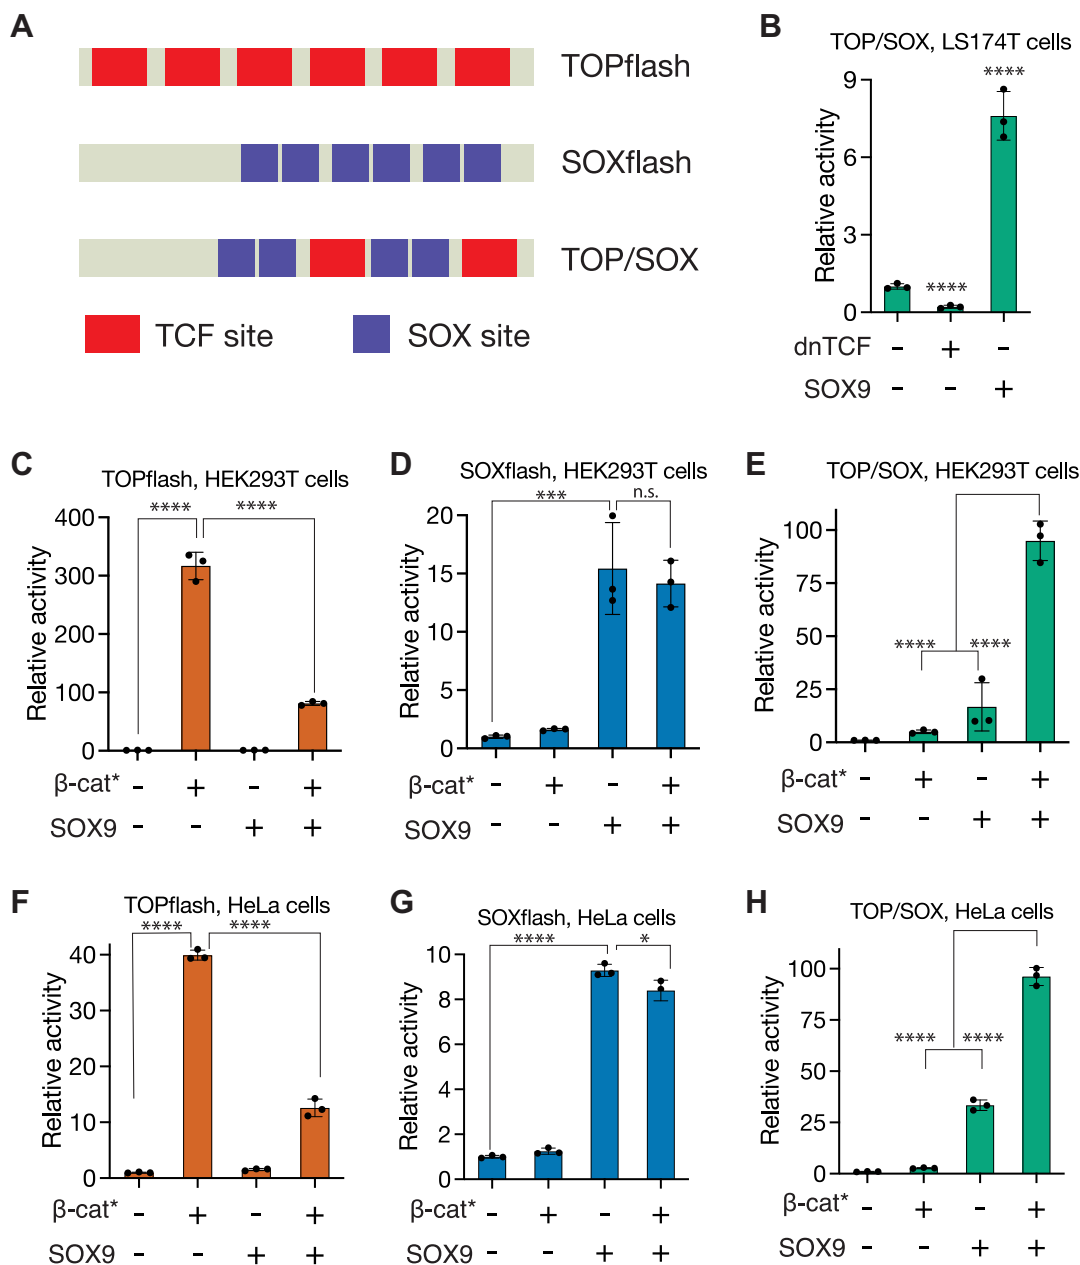 A
TOPflash
SOXflash
TOP/SOX
TCF site
SOX site
B
TOP/SOX, LS174T cells
Relative activity
9
6
3
0
****
****
dnTCF - + -
SOX9 - - +
C
TOPflash, HEK293T cells
Relative activity
400
300
200
100
0
****
****
β-cat* - + - +
SOX9 - - + +
D
SOXflash, HEK293T cells
Relative activity
20
15
10
5
0
***
n.s.
- + - +
- - + +
E
TOP/SOX, HEK293T cells
Relative activity
100
75
50
25
0
****
****
β-cat* - + - +
SOX9 - - + +
F
TOPflash, HeLa cells
Relative activity
40
30
20
10
0
****
****
β-cat* - + - +
SOX9 - - + +
G
SOXflash, HeLa cells
Relative activity
10
8
6
4
2
0
****
*
- + - +
- - + +
H
TOP/SOX, HeLa cells
Relative activity
100
75
50
25
0
****
****
β-cat* - + - +
SOX9 - - + +